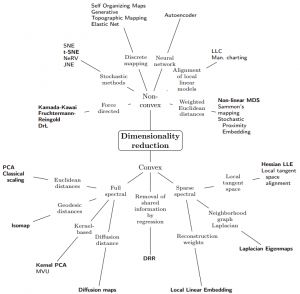 Self Organizing Maps
Generative
Topographic Mapping
Elastic Net
Autoencoder
SNE
t-SNE
NeRV
JNE
Discrete
mapping
Neural
network
LLC
Man. charting
Stochastic
methods
Alignment
of local
linear
models
Non-
convex
Kamada-Kawai
Fruchtermann-
Reingold
DrL
Force
directed
Weighted
Euclidean
distances
Non-linear MDS
Sammon's
mapping
Stochastic
Proximity
Embedding
Dimensionality
reduction
Convex
PCA
Classical
scaling
Euclidean
distances
Full
spectral
Removal of
shared
information
by
regression
Sparse
spectral
Local
tangent
space
Hessian LLE
Local tangent
space
alignment
Geodesic
distances
Isomap
Kernel-
based
Kernel PCA
MVU
Diffusion
distance
Diffusion maps
DRR
Reconstruction
weights
Local Linear Embedding
Neighborhood
graph
Laplacian
Laplacian Eigenmaps